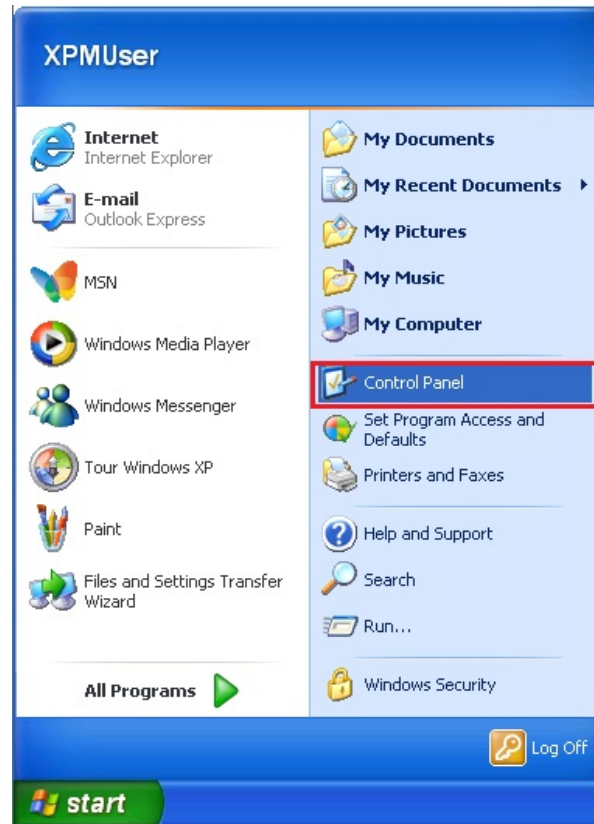 XPMUser
Internet
Internet Explorer
E-mail
Outlook Express
MSN
Windows Media Player
Windows Messenger
Tour Windows XP
Paint
Files and Settings Transfer
Wizard
All Programs
My Documents
My Recent Documents
My Pictures
My Music
My Computer
Control Panel
Set Program Access and
Defaults
Printers and Faxes
Help and Support
Search
Run...
Windows Security
Log Off
start